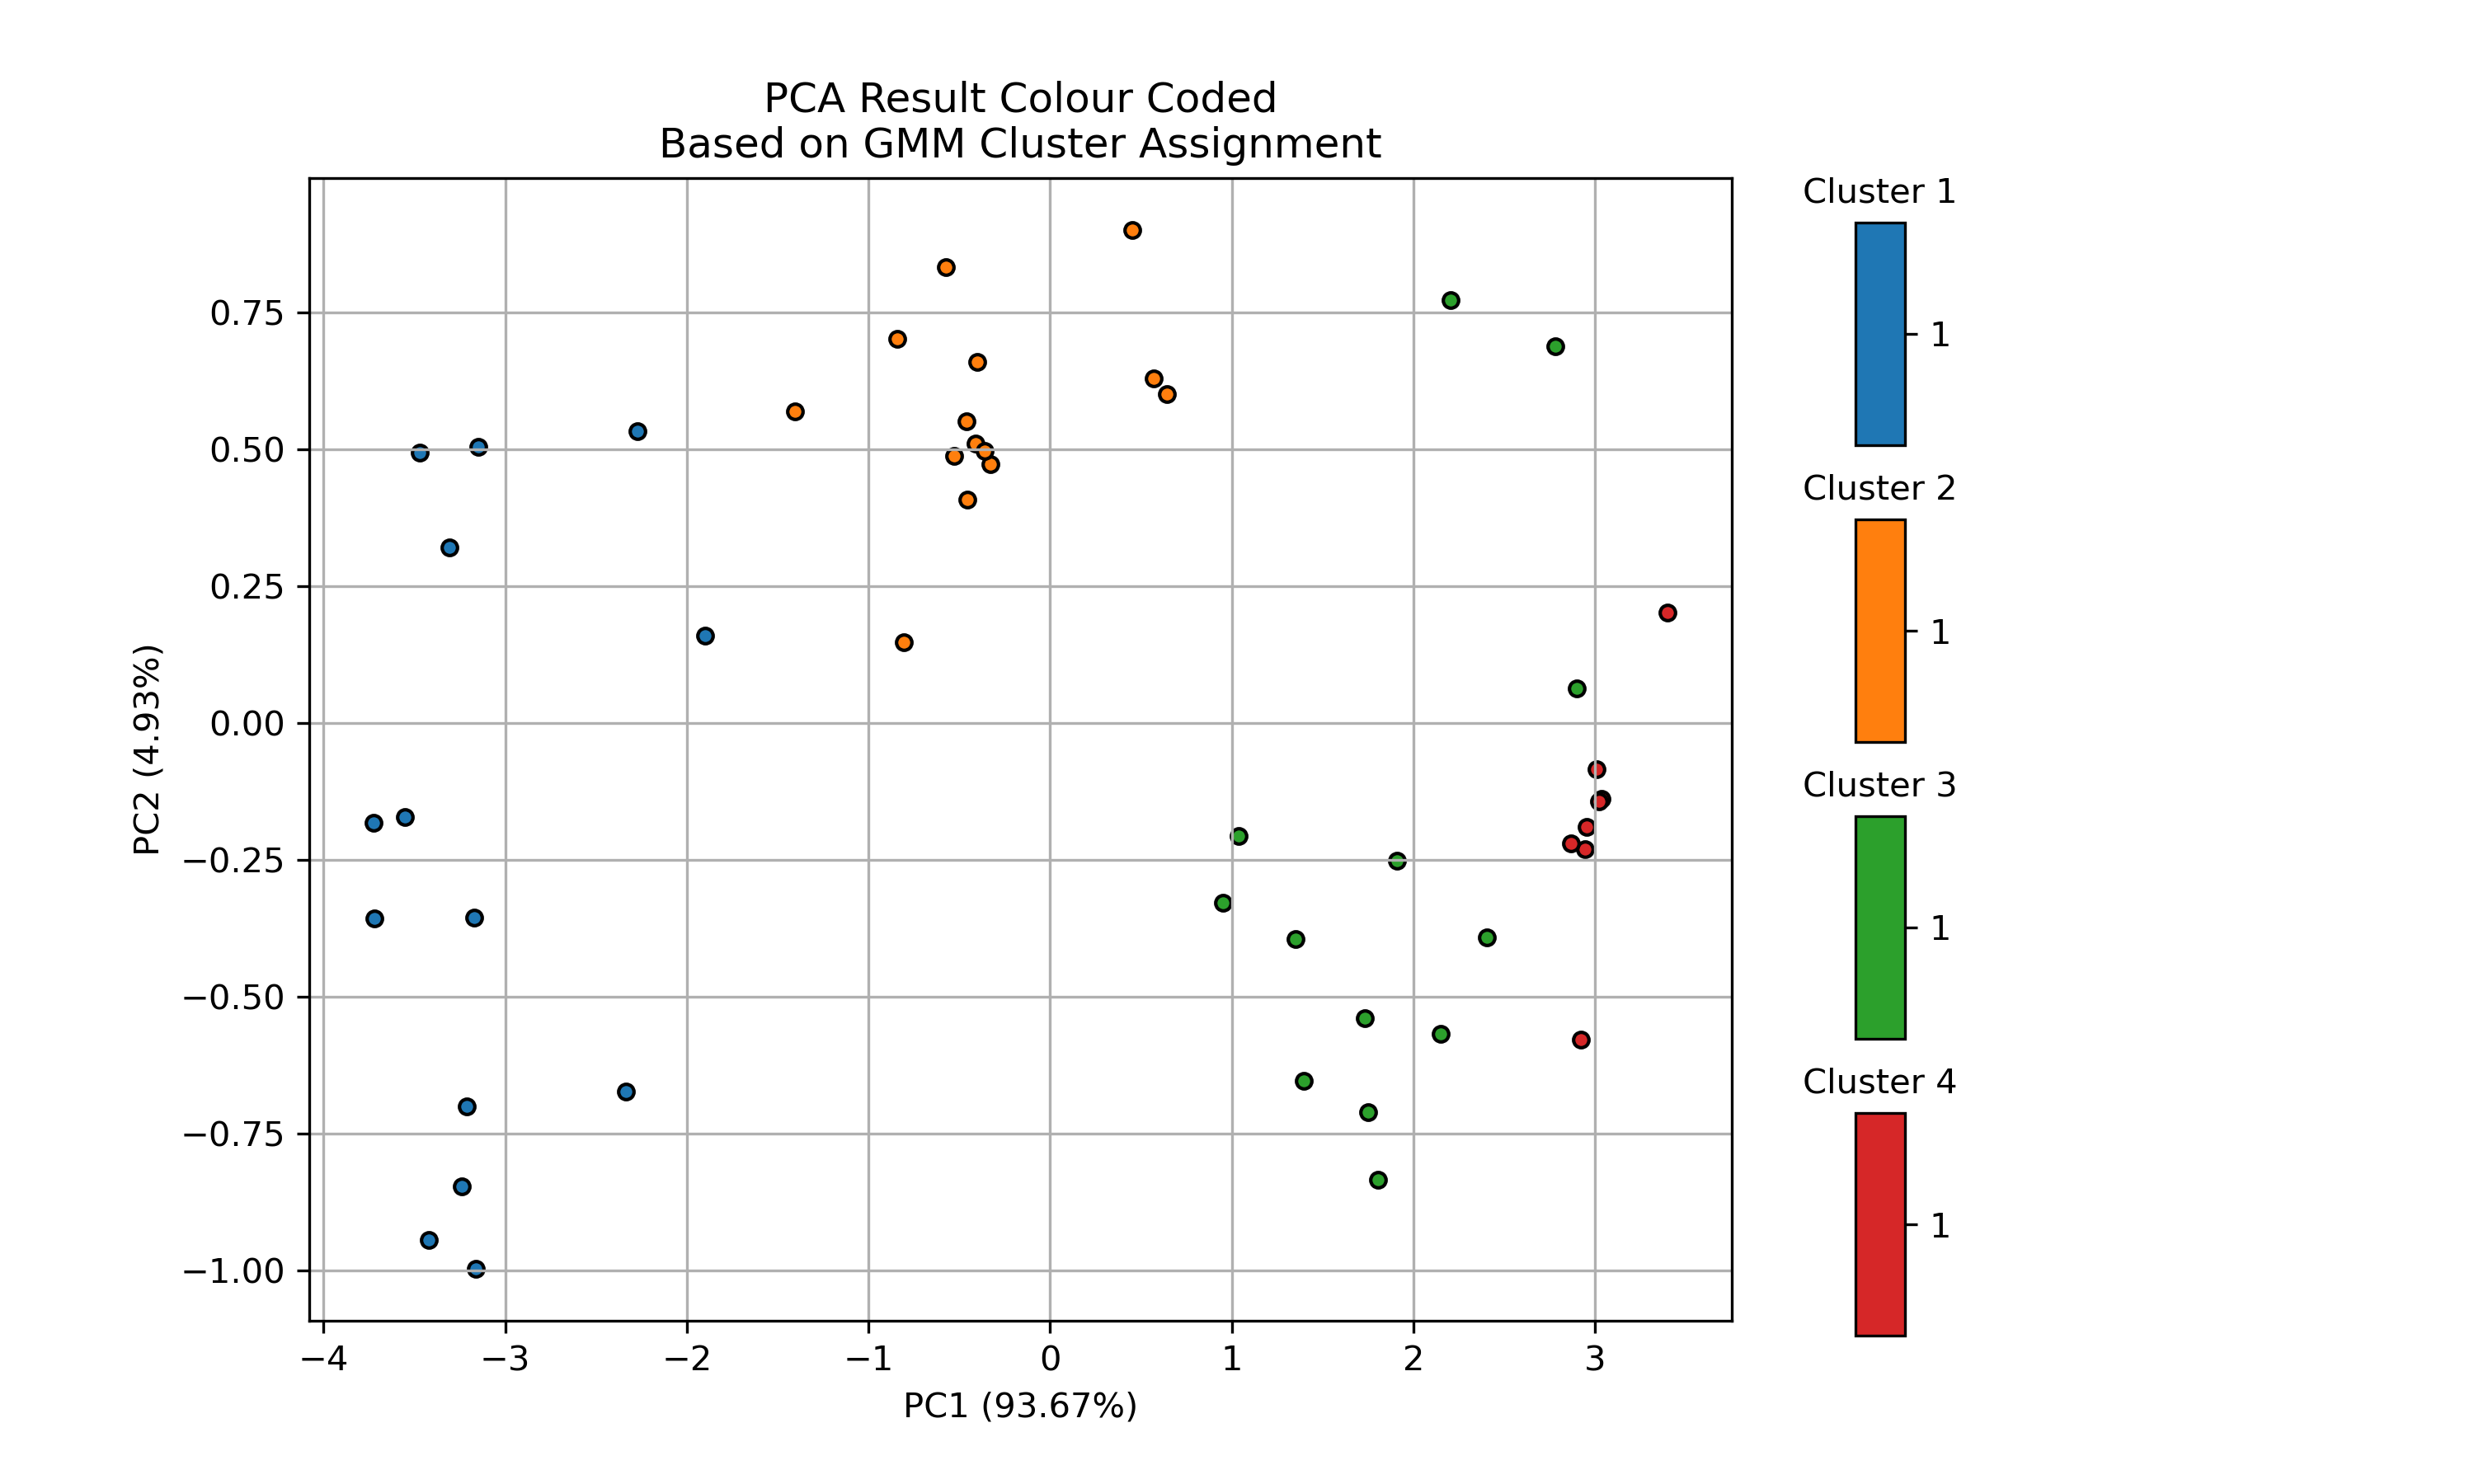 PCA Result Colour Coded
Based on GMM Cluster Assignment
PC2 (4.93%)
0.75
0.50
0.25
0.00
−0.25
−0.50
−0.75
−1.00
−4 −3 −2 −1 0 1 2 3
PC1 (93.67%)
Cluster 1
1
Cluster 2
1
Cluster 3
1
Cluster 4
1